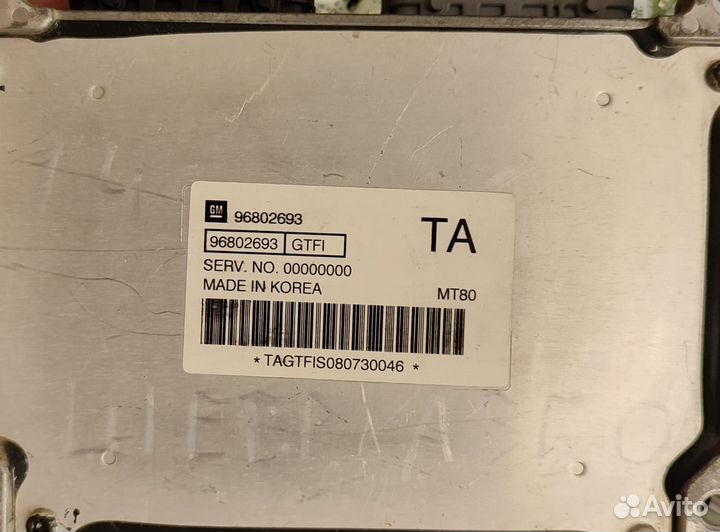 GM 96802693
96802693 GTFI
TA
SERV. NO. 00000000
MADE IN KOREA
MT80
* TAGTFIS080730046 *
Avito